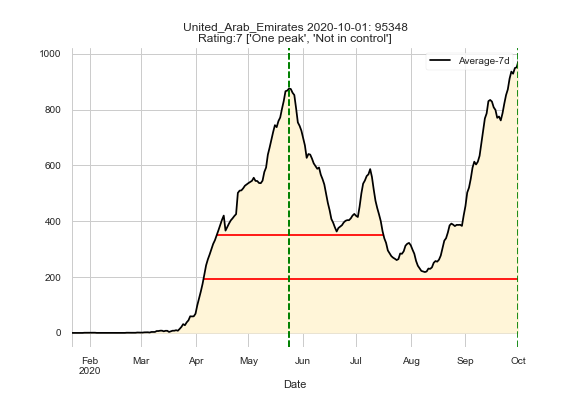 United_Arab_Emirates 2020-10-01: 95348
Rating:7 ['One peak', 'Not in control']
1000
Average-7d
800
600
400
200
0
Feb Mar Apr May Jun Jul Aug Sep Oct
2020
Date